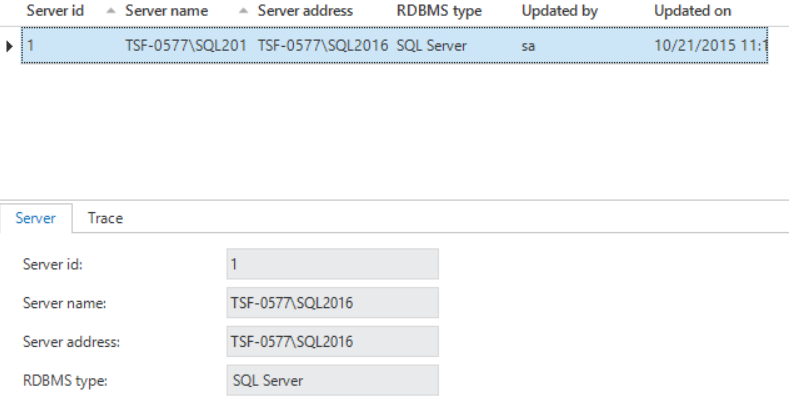 Server id Server name Server address RDBMS type Updated by Updated on
1 TSF-0577\SQL201 TSF-0577\SQL2016 SQL Server sa 10/21/2015 11:1
Server Trace
Server id: 1
Server name: TSF-0577\SQL2016
Server address: TSF-0577\SQL2016
RDBMS type: SQL Server